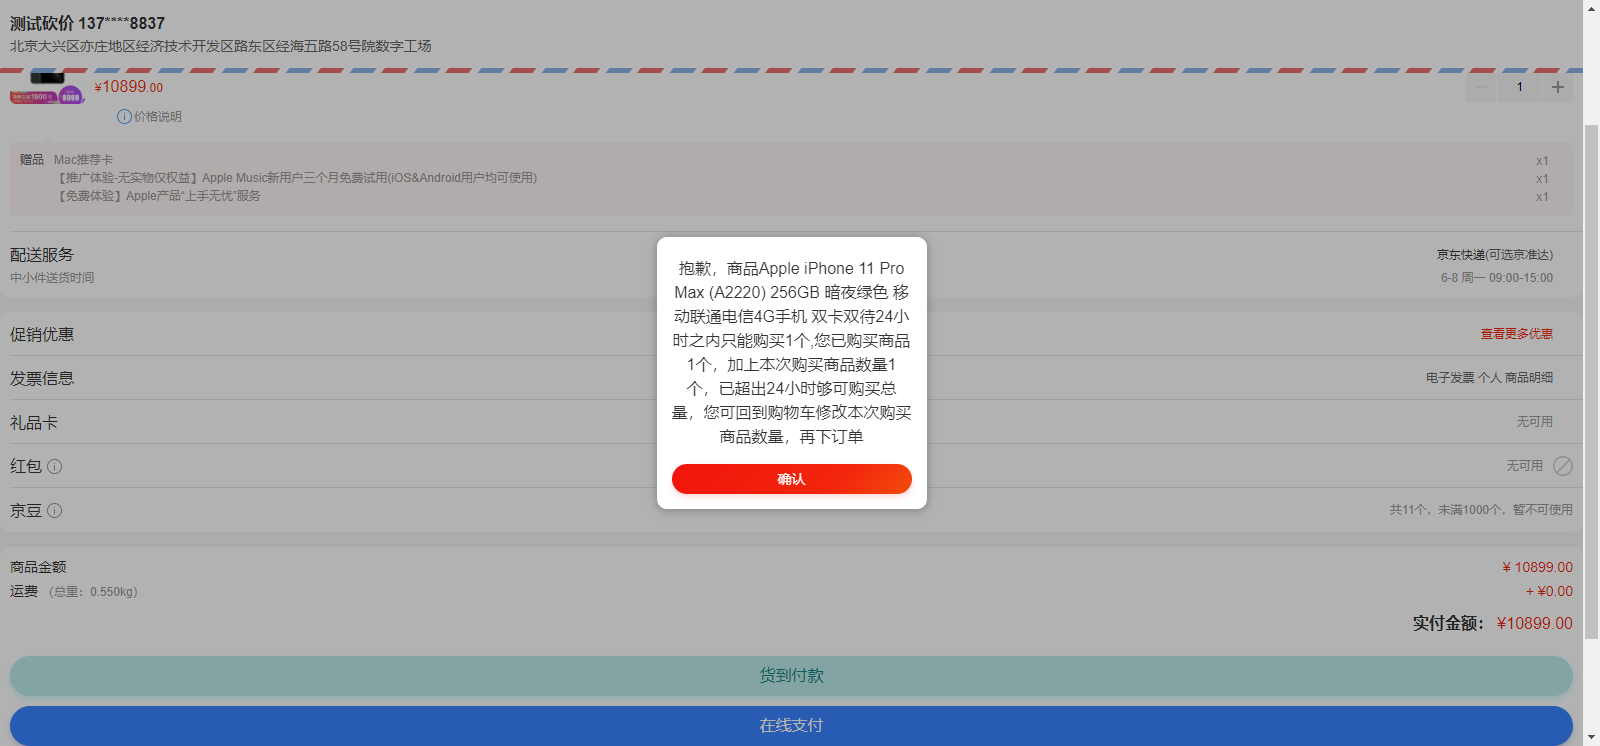 测试砍价 137****8837
北京大兴区亦庄地区经济技术开发区路东区经海五路58号院数字工场
¥10899.00
1
8999
价格说明
赠品 Mac推荐卡 x1
【推广体验-无实物仅权益】Apple Music新用户三个月免费试用(iOS&Android用户均可使用) x1
【免费体验】Apple产品“上手无忧”服务 x1
配送服务 京东快递(可选京准达)
中小件送货时间 6-8 周一 09:00-15:00
抱歉，商品Apple iPhone 11 Pro
Max (A2220) 256GB 暗夜绿色 移
动联通电信4G手机 双卡双待24小
时之内只能购买1个,您已购买商品
1个，加上本次购买商品数量1
个，已超出24小时够可购买总
量，您可回到购物车修改本次购买
商品数量，再下订单
确认
促销优惠 查看更多优惠
发票信息 电子发票 个人 商品明细
礼品卡 无可用
红包 无可用
京豆 共11个，未满1000个，暂不可使用
商品金额 ¥ 10899.00
运费 （总重：0.550kg） + ¥0.00
实付金额： ¥10899.00
货到付款
在线支付